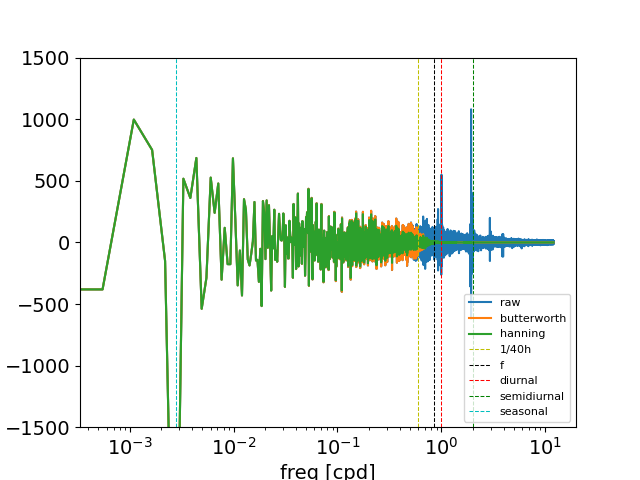 1500
1000
500
0
−500
−1000
−1500
10⁻³ 10⁻² 10⁻¹ 10⁰ 10¹
freq [cpd]
raw
butterworth
hanning
1/40h
f
diurnal
semidiurnal
seasonal